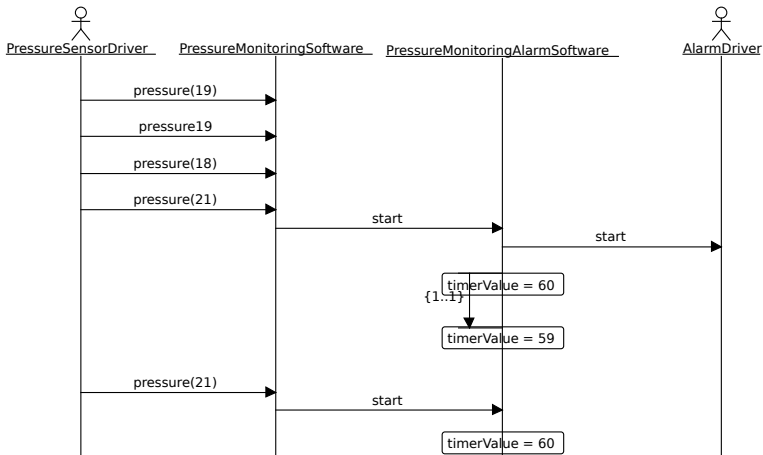 PressureSensorDriver
PressureMonitoringSoftware
PressureMonitoringAlarmSoftware
AlarmDriver
pressure(19)
pressure19
pressure(18)
pressure(21)
start
start
timerValue = 60
{1..1}
timerValue = 59
pressure(21)
start
timerValue = 60